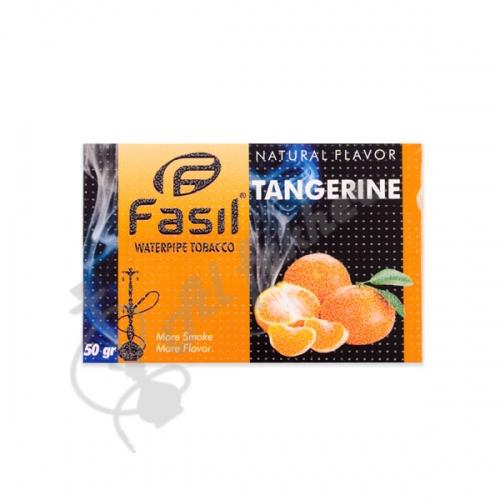 Fasil®
WATERPIPE TOBACCO
More Smoke
More Flavor.
50 gr
NATURAL FLAVOR
TANGERINE